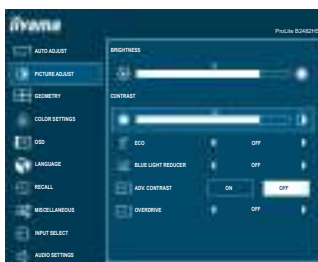 iiyama
ProLite B2482HS
AUTO ADJUST
PICTURE ADJUST
GEOMETRY
COLOR SETTINGS
OSD
LANGUAGE
RECALL
MISCELLANEOUS
INPUT SELECT
AUDIO SETTINGS
BRIGHTNESS
CONTRAST
ECO OFF
BLUE LIGHT REDUCER OFF
ADV. CONTRAST ON OFF
OVERDRIVE OFF